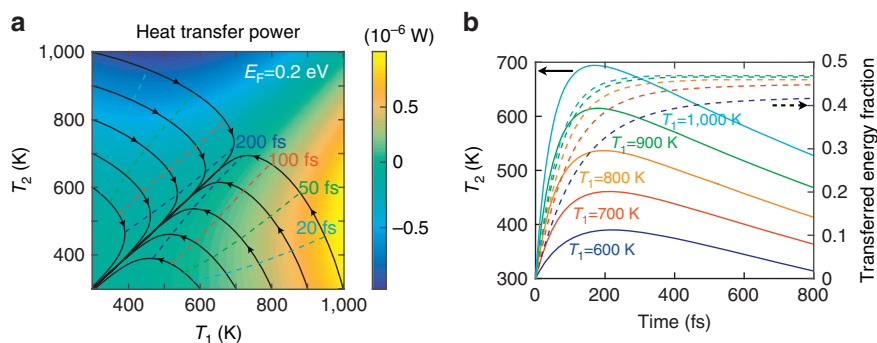 a
Heat transfer power
(10⁻⁶ W)
1,000
800
600
400
T₂ (K)
E_F=0.2 eV
200 fs
100 fs
50 fs
20 fs
400
600
800
1,000
T₁ (K)
0.5
0
−0.5
b
700
600
500
400
300
T₂ (K)
T₁=1,000 K
T₁=900 K
T₁=800 K
T₁=700 K
T₁=600 K
0
200
400
600
800
Time (fs)
0.5
0.4
0.3
0.2
0.1
0
Transferred energy fraction